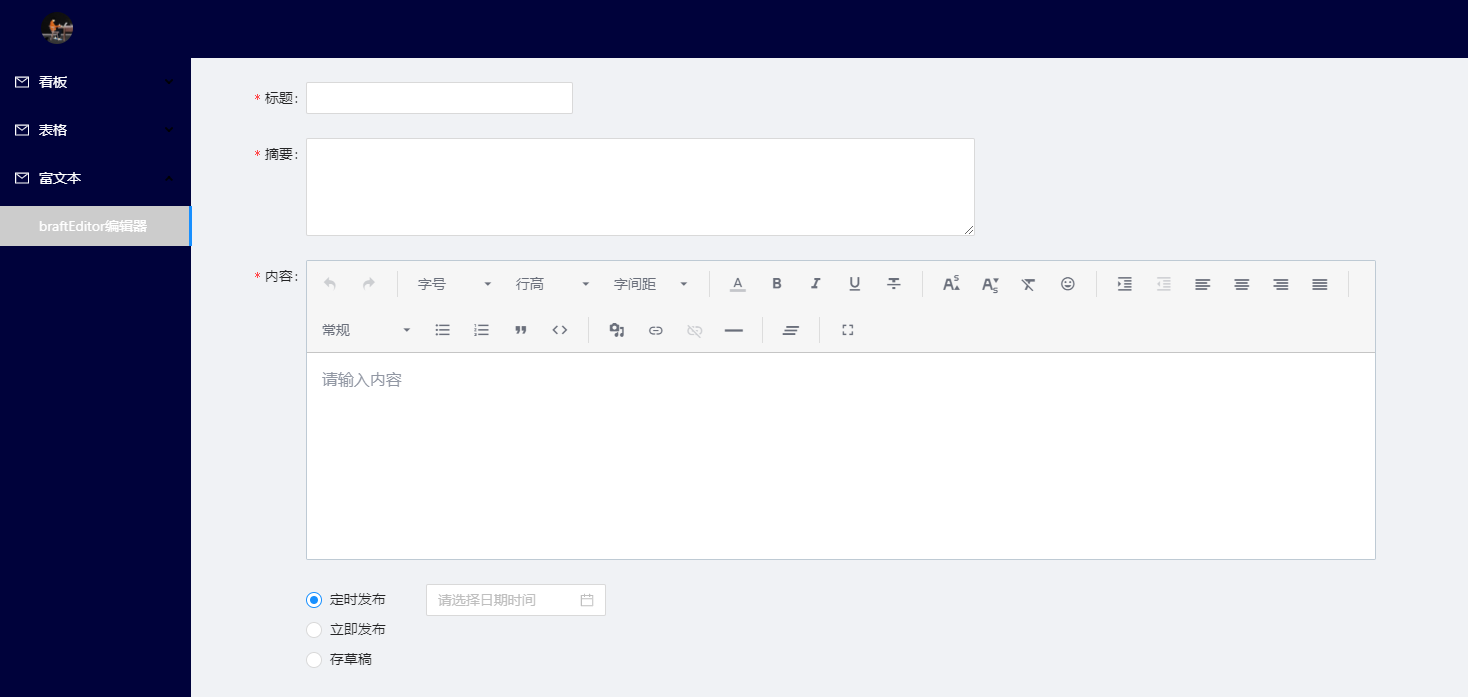 看板
表格
富文本
braftEditor编辑器
* 标题:
* 摘要:
* 内容:
字号 行高 字间距
常规
请输入内容
定时发布 请选择日期时间
立即发布
存草稿